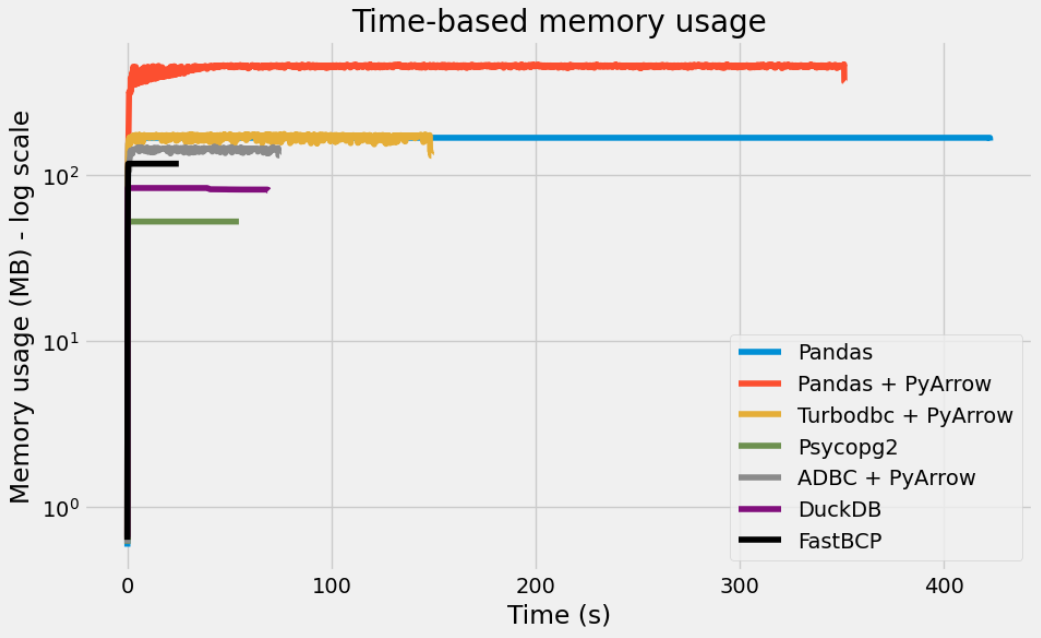 Time-based memory usage
Memory usage (MB) - log scale
10²
10¹
10⁰
Pandas
Pandas + PyArrow
Turbodbc + PyArrow
Psycopg2
ADBC + PyArrow
DuckDB
FastBCP
0 100 200 300 400
Time (s)